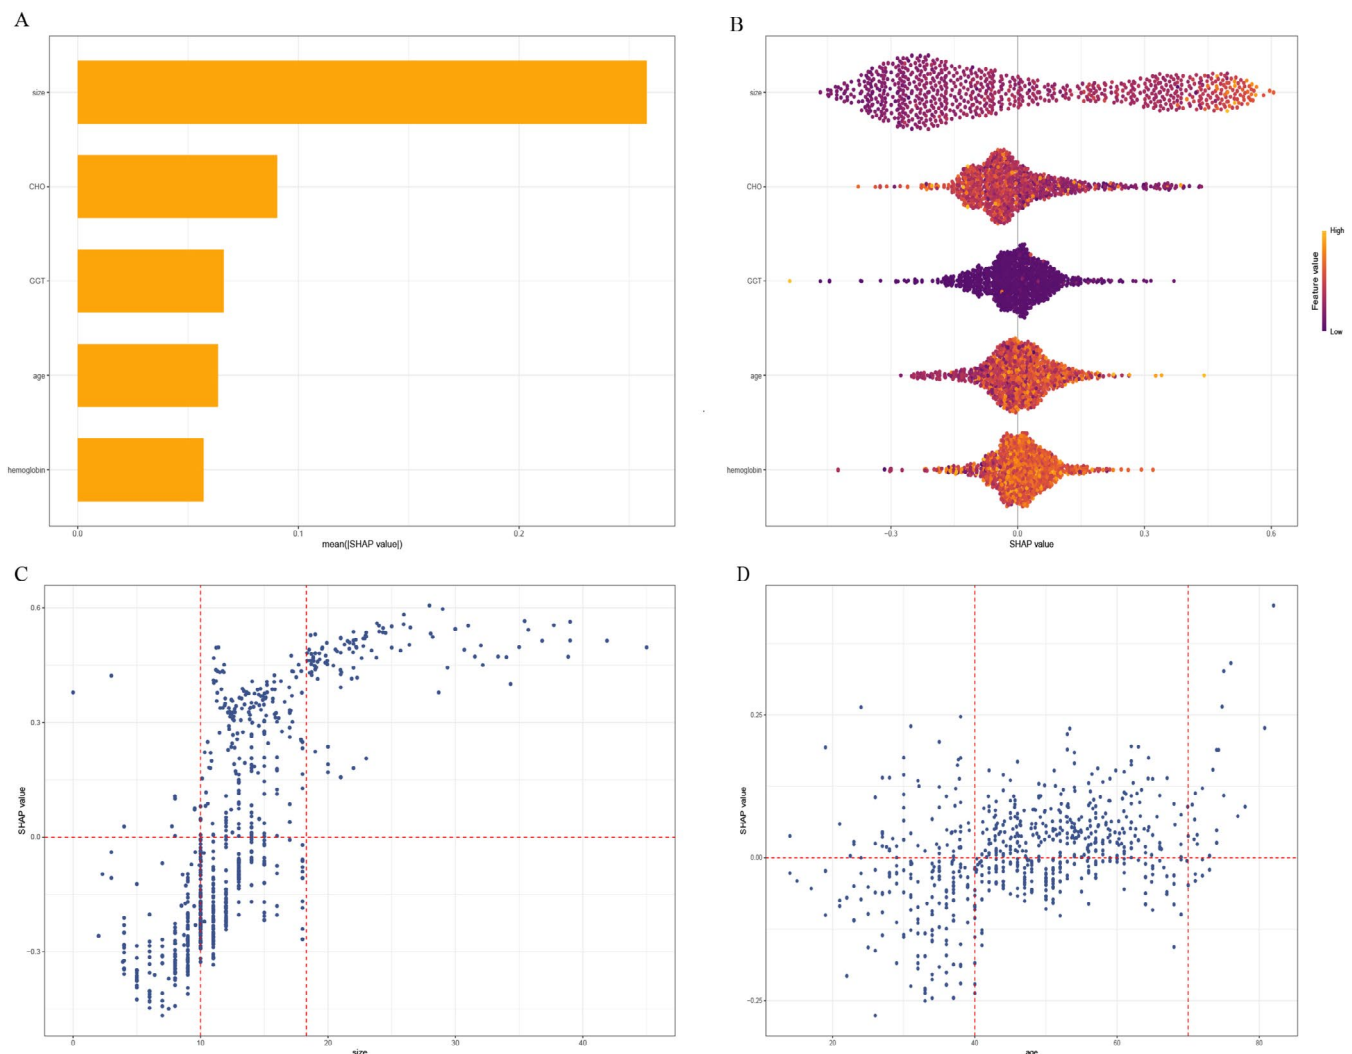 A
size
CHO
GGT
age
hemoglobin
0.0
0.1
0.2
mean(|SHAP value|)
B
size
CHO
GGT
age
hemoglobin
−0.3
0.0
0.3
0.6
SHAP value
High
Feature value
Low
C
0.6
0.3
0.0
−0.3
SHAP value
0
10
20
30
40
size
D
0.25
0.00
−0.25
SHAP value
20
40
60
80
age